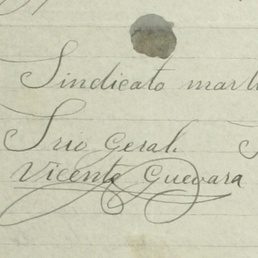 Sindicato
Srio Geral.
Vicente Guevara